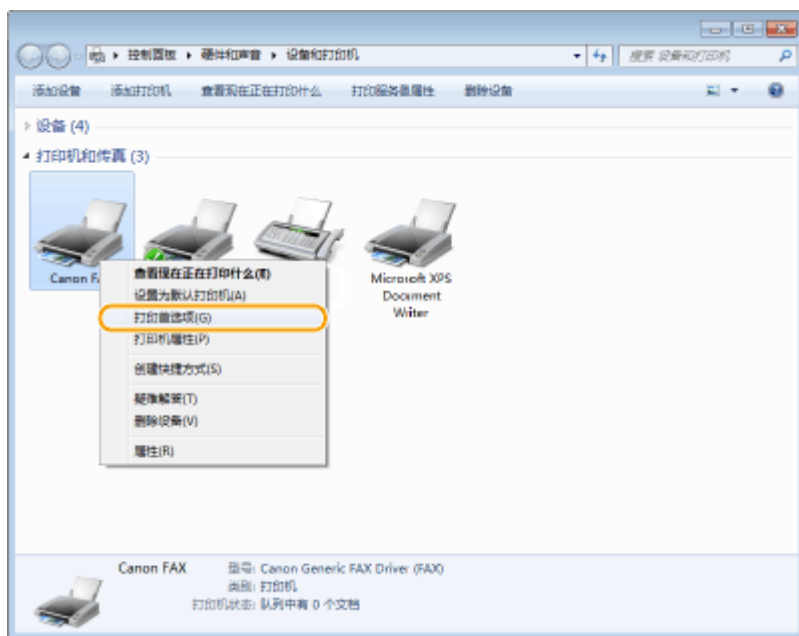 控制面板 ▸ 硬件和声音 ▸ 设备和打印机
搜索 设备和打印机
添加设备 添加打印机 查看现在正在打印什么 打印服务器属性 删除设备
设备 (4)
打印机和传真 (3)
Canon F
Microsoft XPS
Document
Writer
查看现在正在打印什么(E)
设置为默认打印机(A)
打印首选项(G)
打印机属性(P)
创建快捷方式(S)
疑难解答(T)
删除设备(V)
属性(R)
Canon FAX 型号: Canon Generic FAX Driver (FAX)
类别: 打印机
打印机状态: 队列中有 0 个文档